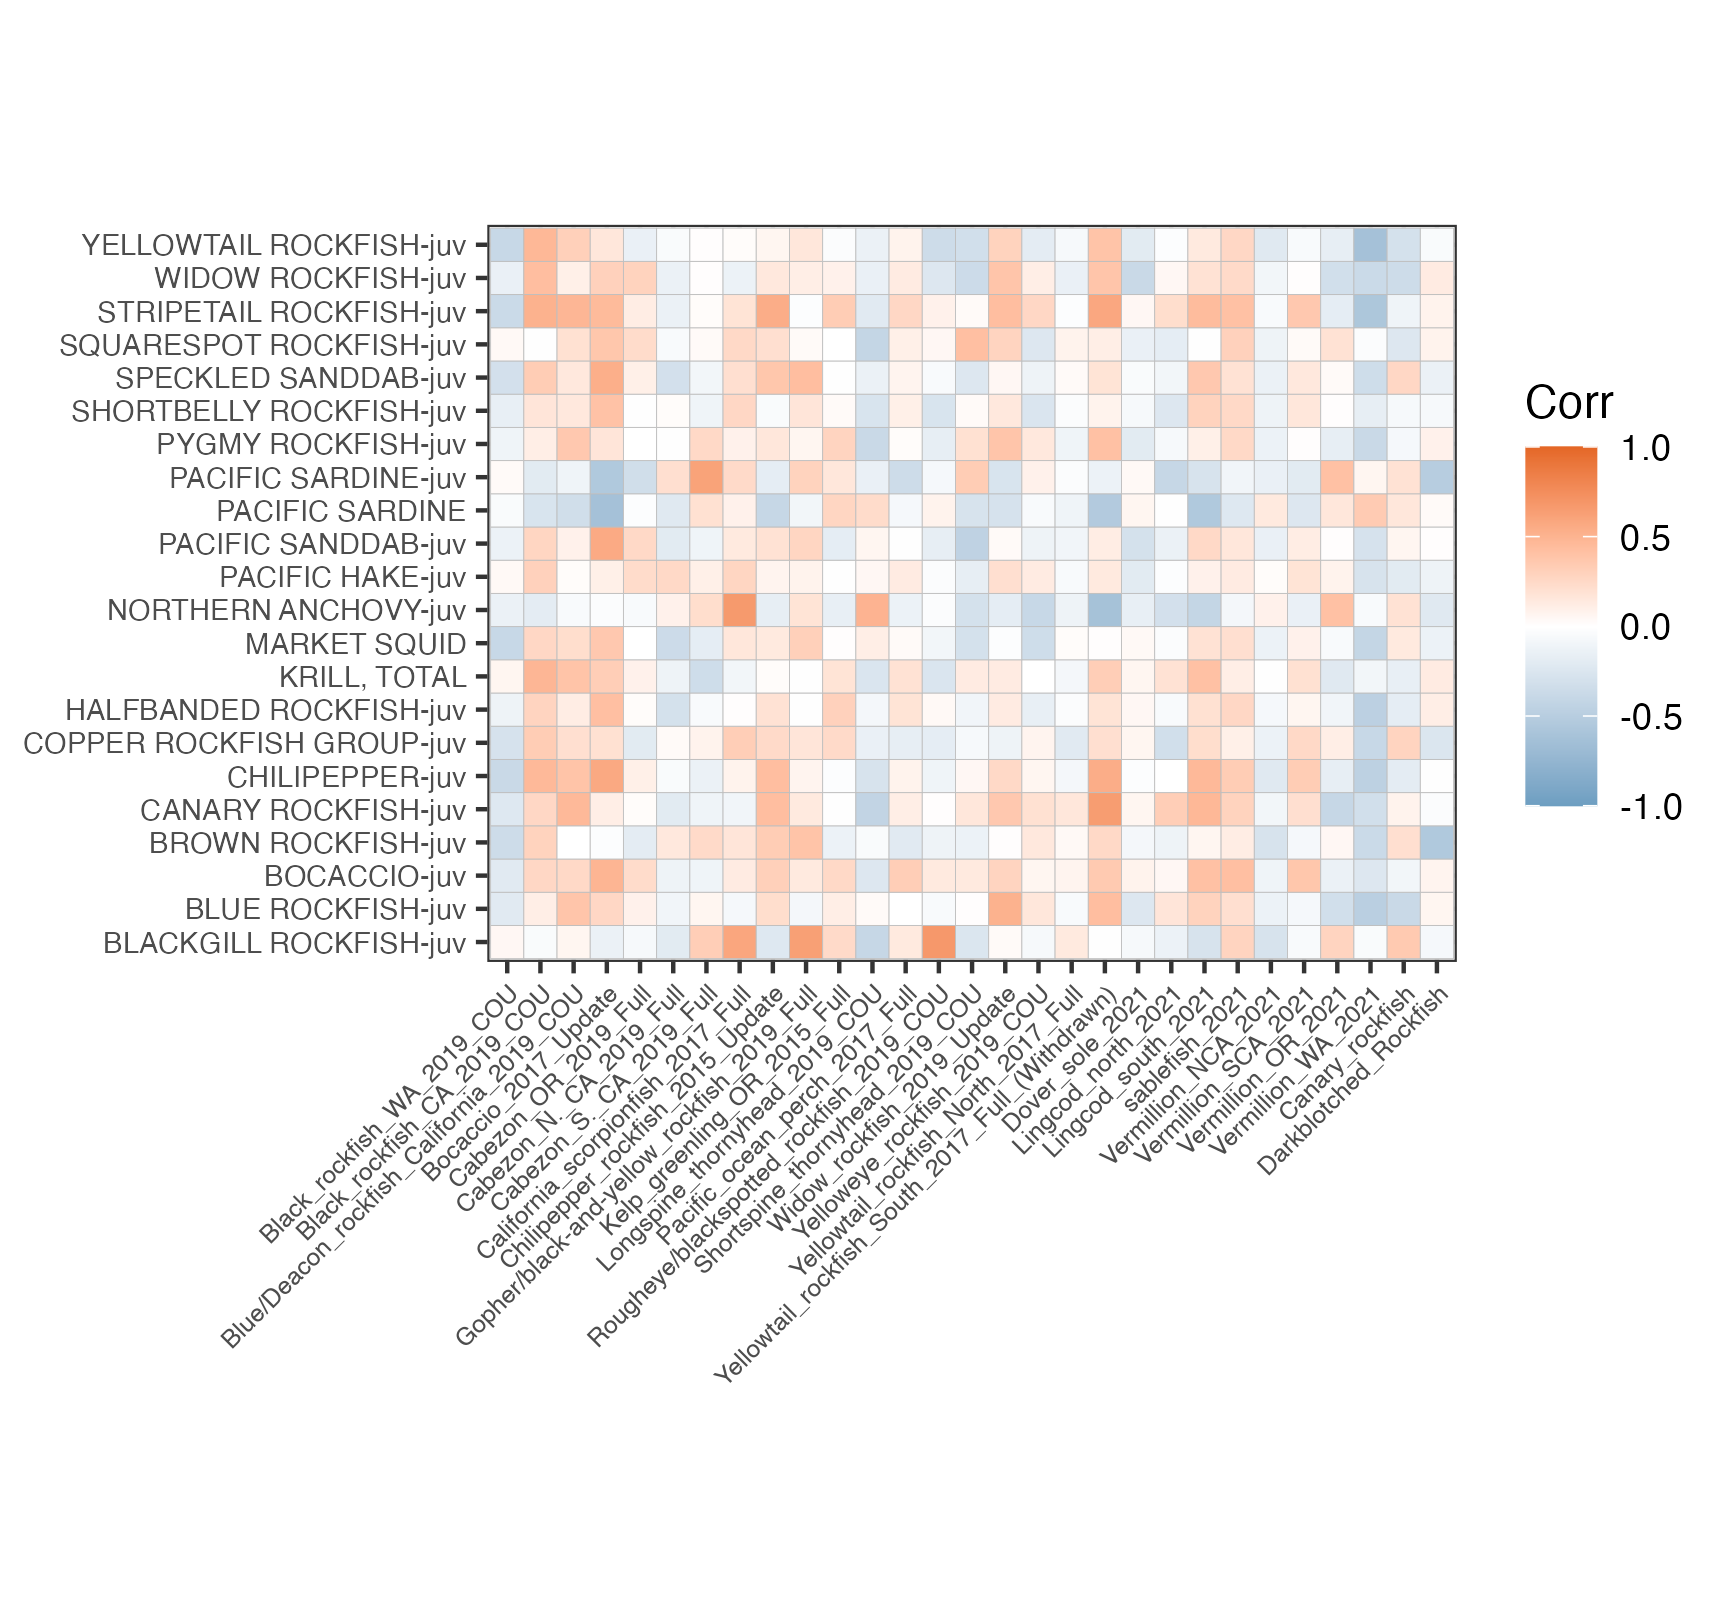 YELLOWTAIL ROCKFISH-juv
WIDOW ROCKFISH-juv
STRIPETAIL ROCKFISH-juv
SQUARESPOT ROCKFISH-juv
SPECKLED SANDDAB-juv
SHORTBELLY ROCKFISH-juv
PYGMY ROCKFISH-juv
PACIFIC SARDINE-juv
PACIFIC SARDINE
PACIFIC SANDDAB-juv
PACIFIC HAKE-juv
NORTHERN ANCHOVY-juv
MARKET SQUID
KRILL, TOTAL
HALFBANDED ROCKFISH-juv
COPPER ROCKFISH GROUP-juv
CHILIPEPPER-juv
CANARY ROCKFISH-juv
BROWN ROCKFISH-juv
BOCACCIO-juv
BLUE ROCKFISH-juv
BLACKGILL ROCKFISH-juv
Black_rockfish_WA_2019_COU
Black_rockfish_CA_2019_COU
Blue/Deacon_rockfish_California_2019_COU
Bocaccio_2017_Update
Cabezon_OR_2019_Full
Cabezon_N._CA_2019_Full
Cabezon_S._CA_2019_Full
California_scorpionfish_2017_Full
Chilipepper_rockfish_2015_Update
Gopher/black-and-yellow_rockfish_2019_Full
Kelp_greenling_OR_2015_Full
Longspine_thornyhead_2019_COU
Pacific_ocean_perch_2017_Full
Rougheye/blackspotted_rockfish_2019_COU
Shortspine_thornyhead_2019_COU
Widow_rockfish_2019_Update
Yelloweye_rockfish_2019_COU
Yellowtail_rockfish_North_2017_Full
Yellowtail_rockfish_South_2017_Full_(Withdrawn)
Dover_sole_2021
Lingcod_north_2021
Lingcod_south_2021
sablefish_2021
Vermillion_NCA_2021
Vermillion_SCA_2021
Vermilllion_OR_2021
Vermillion_WA_2021
Canary_rockfish
Darkblotched_Rockfish
Corr
1.0
0.5
0.0
-0.5
-1.0